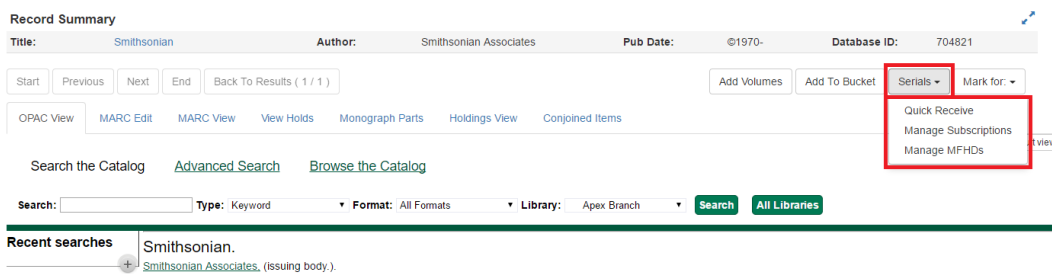 Record Summary
Title: Smithsonian Author: Smithsonian Associates Pub Date: ©1970- Database ID: 704821
Start Previous Next End Back To Results ( 1 / 1 ) Add Volumes Add To Bucket Serials Mark for:
Quick Receive
OPAC View MARC Edit MARC View View Holds Monograph Parts Holdings View Conjoined Items
Manage Subscriptions
Manage MFHDs
Search the Catalog Advanced Search Browse the Catalog
Search: Type: Keyword Format: All Formats Library: Apex Branch Search All Libraries
Recent searches
Smithsonian.
+
Smithsonian Associates, (issuing body.).